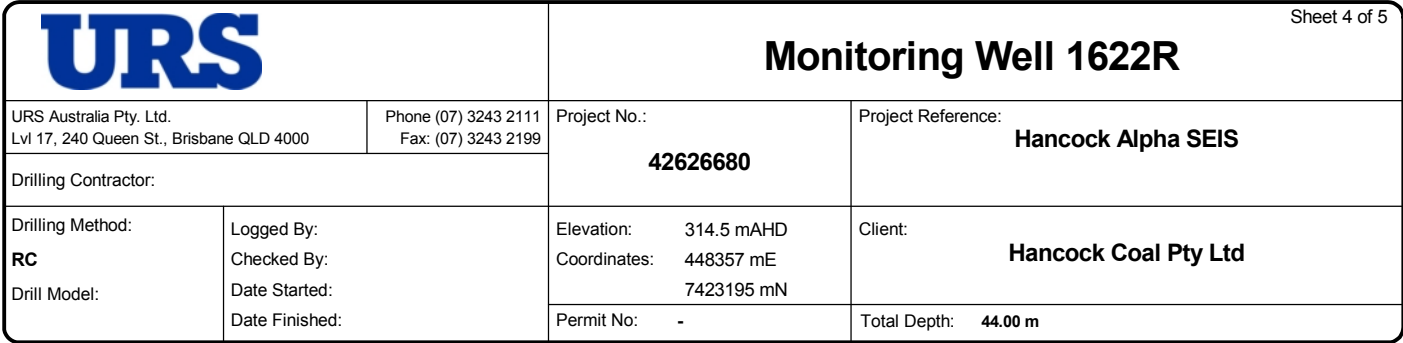 URS
Sheet 4 of 5
Monitoring Well 1622R
URS Australia Pty. Ltd.
Lvl 17, 240 Queen St., Brisbane QLD 4000
Phone (07) 3243 2111
Fax: (07) 3243 2199
Project No.:
42626680
Project Reference:
Hancock Alpha SEIS
Drilling Contractor:
Drilling Method:
RC
Drill Model:
Logged By:
Checked By:
Date Started:
Date Finished:
Elevation: 314.5 mAHD
Coordinates: 448357 mE
7423195 mN
Permit No: -
Client:
Hancock Coal Pty Ltd
Total Depth: 44.00 m